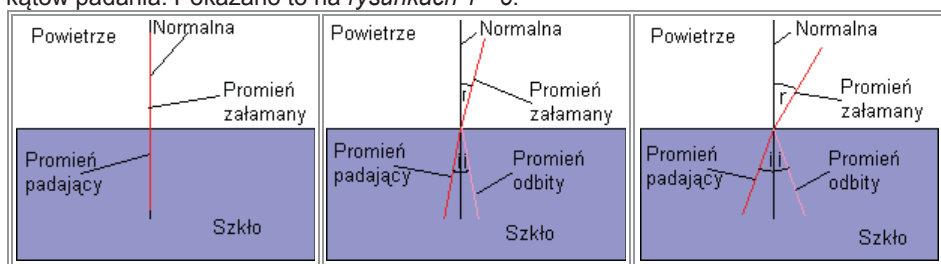 kątów padania. Pokazano to na rysunkach 1 - 6.
Powietrze
Normalna
Promień
załamany
Promień
padający
Szkło
Powietrze
Normalna
r
Promień
załamany
Promień
padający
i i
Promień
odbity
Szkło
Powietrze
Normalna
r
Promień
załamany
Promień
padający
i i
Promień
odbity
Szkło